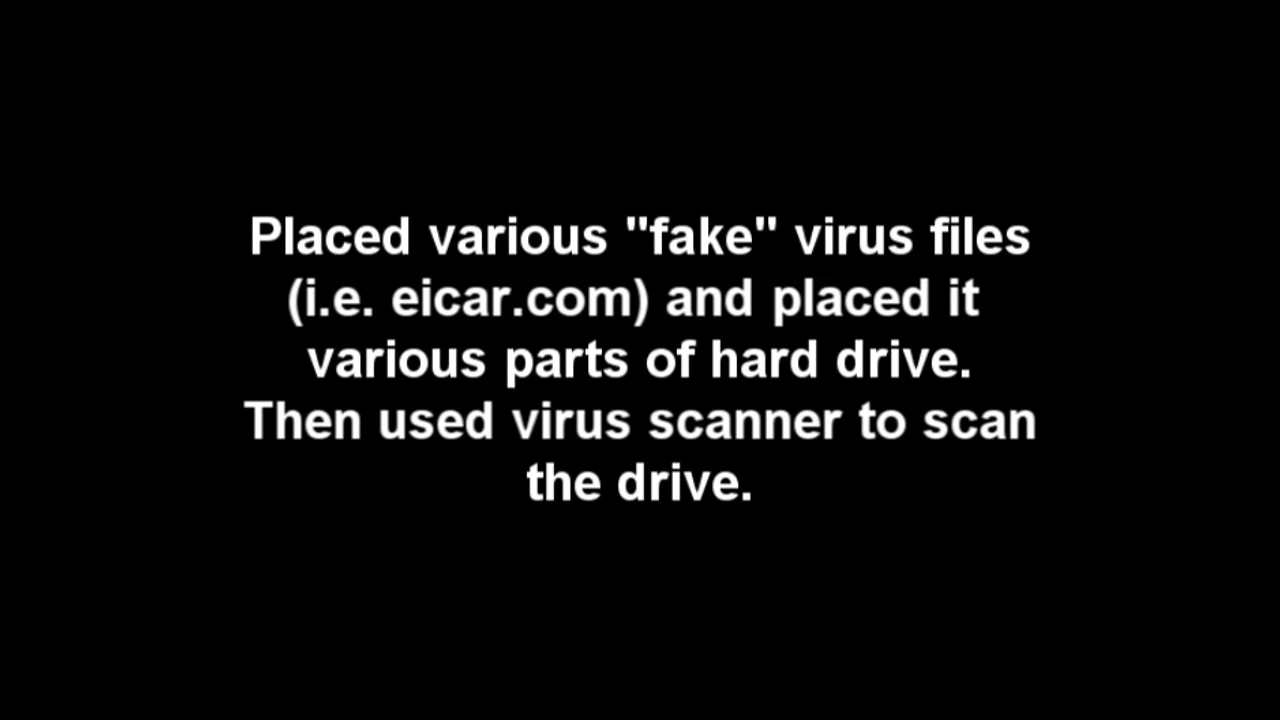 Placed various "fake" virus files
(i.e. eicar.com) and placed it
various parts of hard drive.
Then used virus scanner to scan
the drive.